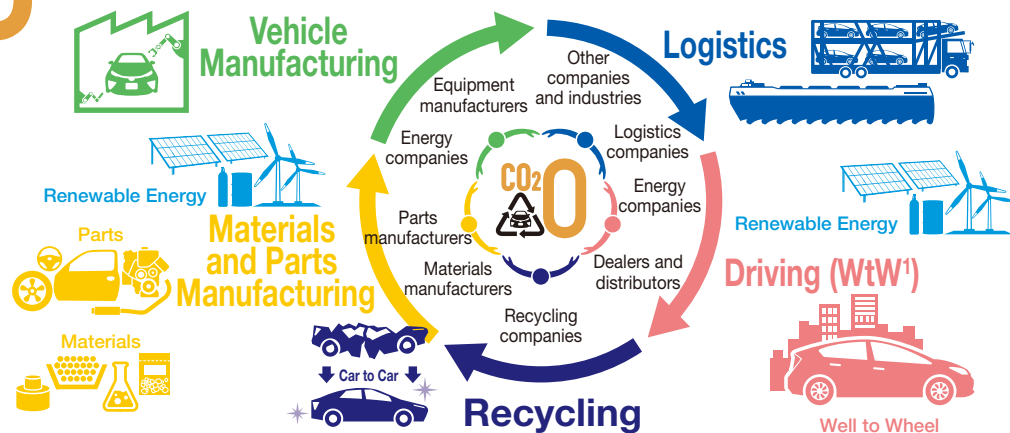 Vehicle
Manufacturing
Logistics
Equipment
manufacturers
Other
companies
and industries
Energy
companies
Logistics
companies
CO2
0
Energy
companies
Renewable Energy
Renewable Energy
Parts
manufacturers
Parts
Materials
and Parts
Manufacturing
Materials
manufacturers
Dealers and
distributors
Driving (WtW1)
Recycling
companies
Materials
Car to Car
Recycling
Well to Wheel